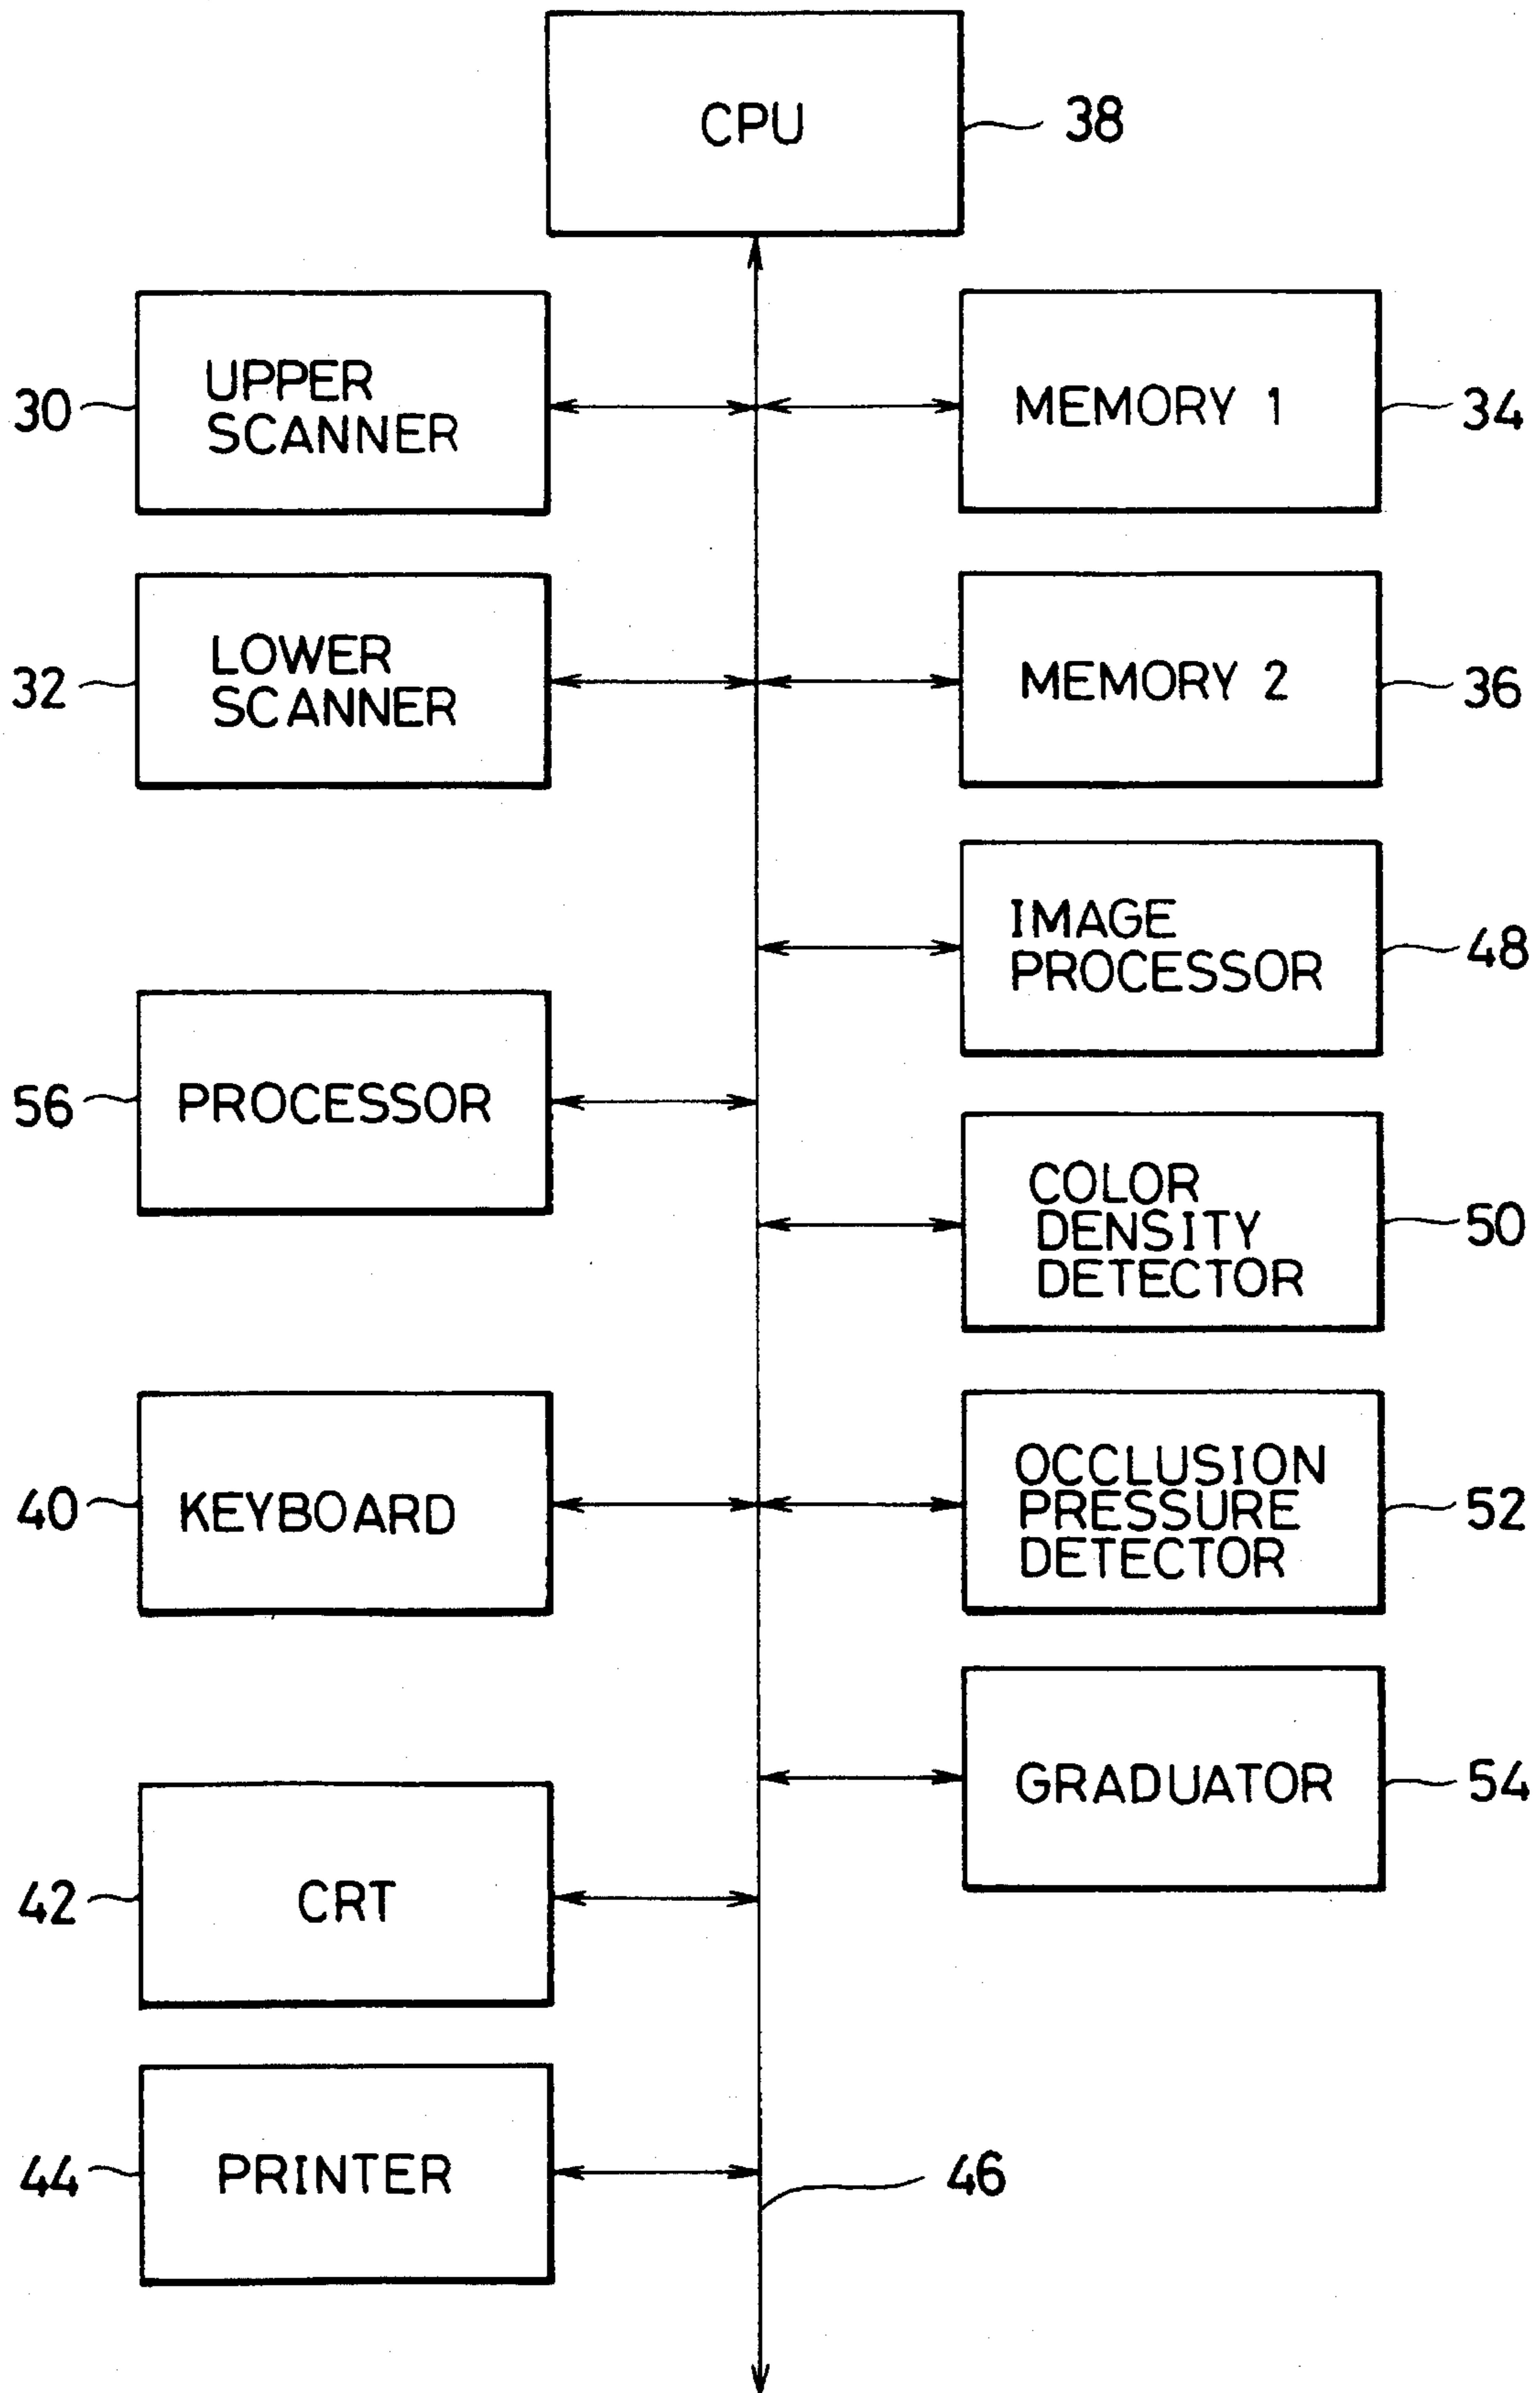 CPU
38
30
UPPER
SCANNER
MEMORY 1
34
32
LOWER
SCANNER
MEMORY 2
36
IMAGE
PROCESSOR
48
56
PROCESSOR
COLOR
DENSITY
DETECTOR
50
40
KEYBOARD
OCCLUSION
PRESSURE
DETECTOR
52
GRADUATOR
54
42
CRT
44
PRINTER
46